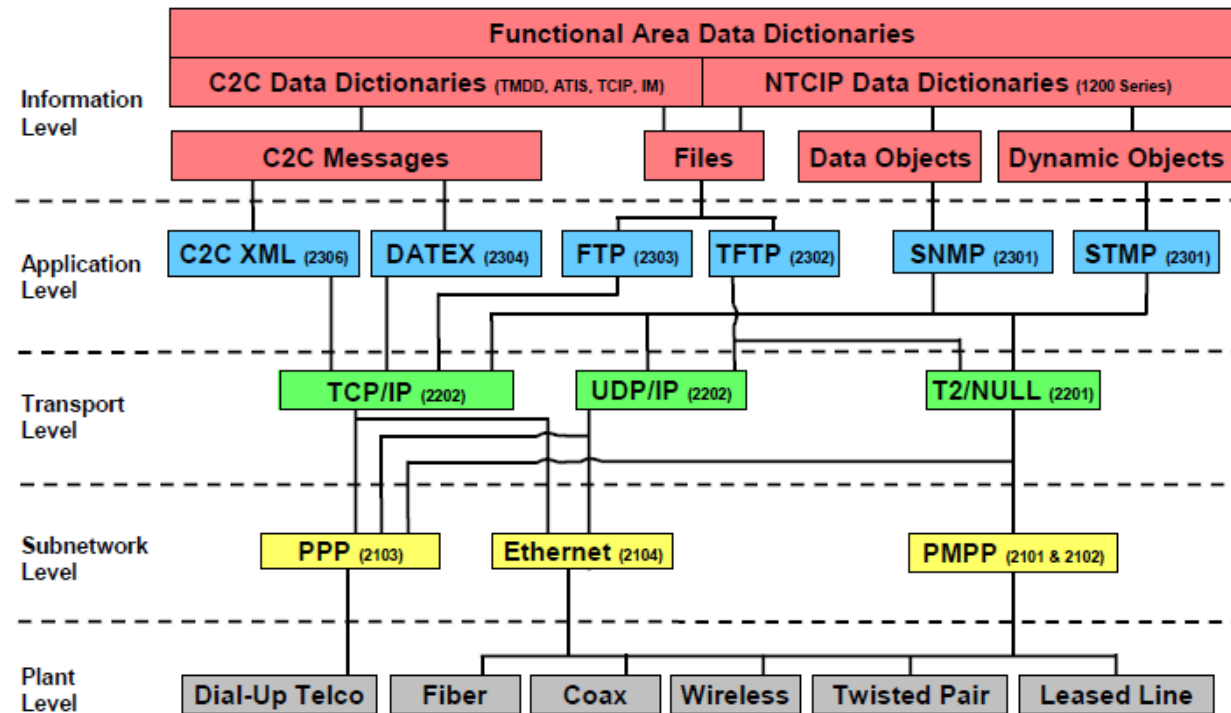 Functional Area Data Dictionaries
C2C Data Dictionaries (TMDD, ATIS, TCIP, IM)
NTCIP Data Dictionaries (1200 Series)
Information
Level
C2C Messages
Files
Data Objects
Dynamic Objects
Application
Level
C2C XML (2306)
DATEX (2304)
FTP (2303)
TFTP (2302)
SNMP (2301)
STMP (2301)
Transport
Level
TCP/IP (2202)
UDP/IP (2202)
T2/NULL (2201)
Subnetwork
Level
PPP (2103)
Ethernet (2104)
PMPP (2101 & 2102)
Plant
Level
Dial-Up Telco
Fiber
Coax
Wireless
Twisted Pair
Leased Line